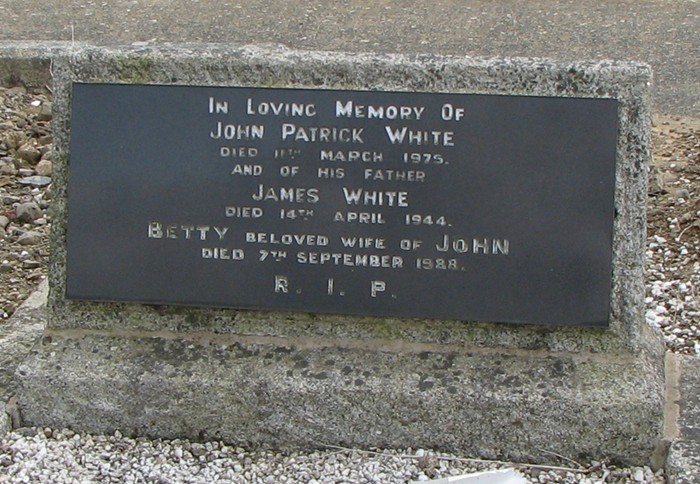 In Loving Memory Of
John Patrick White
died 11th March 1975.
and of his father
James White
died 14th April 1944.
Betty beloved wife of John
died 7th September 1988.
R. I. P.